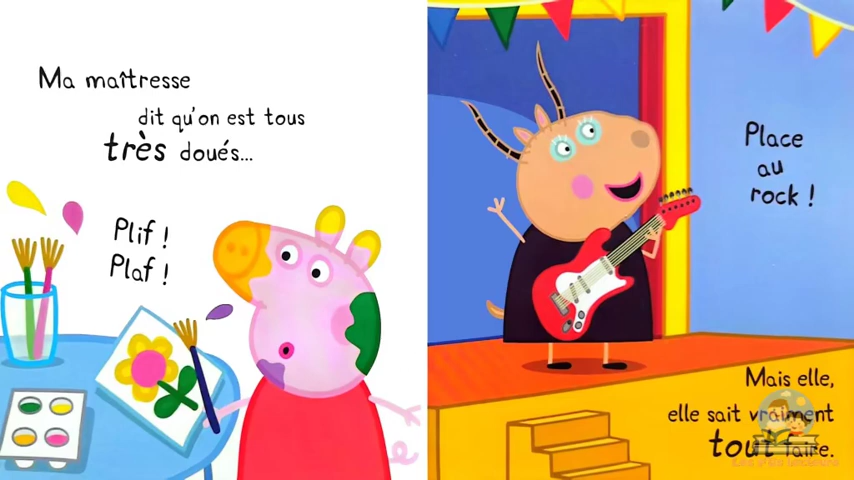 Ma maîtresse
dit qu'on est tous
très doués...
Plif !
Plaf !
Place
au
rock !
Mais elle,
elle sait vraiment
tout faire.